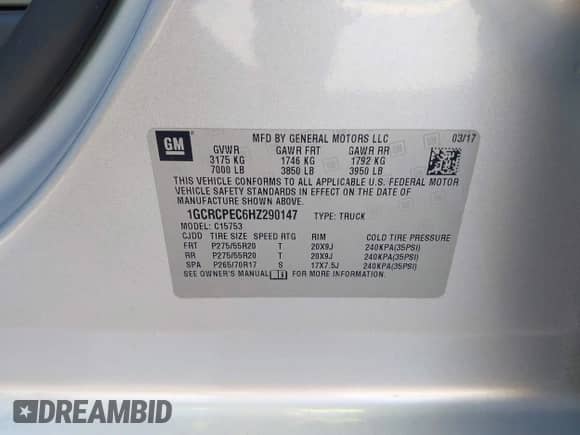 GM
MFD BY GENERAL MOTORS LLC 03/17
GVWR GAWR FRT GAWR RR
3175 KG 1746 KG 1792 KG
7000 LB 3850 LB 3950 LB
THIS VEHICLE CONFORMS TO ALL APPLICABLE U.S. FEDERAL MOTOR
VEHICLE SAFETY STANDARDS IN EFFECT ON THE DATE OF
MANUFACTURE SHOWN ABOVE.
1GCRCPEC6HZ290147 TYPE: TRUCK
MODEL: C15753
CJDD TIRE SIZE SPEED RTG RIM COLD TIRE PRESSURE
FRT P275/55R20 T 20X9J 240KPA(35PSI)
RR P275/55R20 T 20X9J 240KPA(35PSI)
SPA P265/70R17 S 17X7.5J 240KPA(35PSI)
SEE OWNER'S MANUAL FOR MORE INFORMATION.
DREAMBID